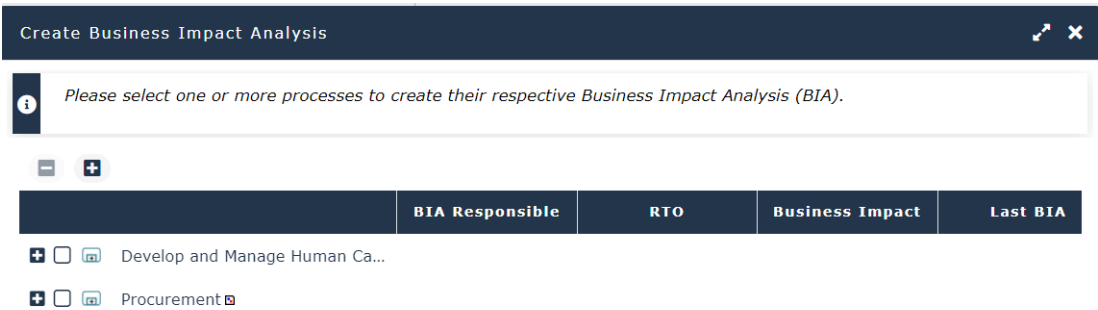 Create Business Impact Analysis
Please select one or more processes to create their respective Business Impact Analysis (BIA).
BIA Responsible RTO Business Impact Last BIA
Develop and Manage Human Ca...
Procurement